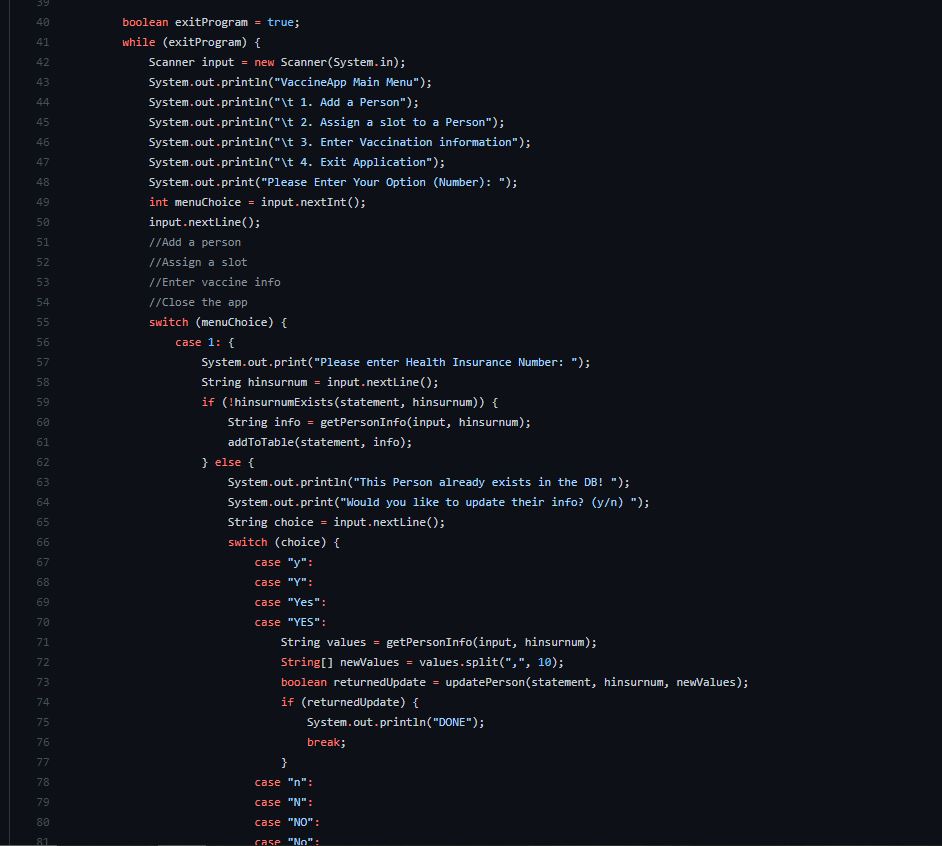 39
40 boolean exitProgram = true;
41 while (exitProgram) {
42 Scanner input = new Scanner(System.in);
43 System.out.println("VaccineApp Main Menu");
44 System.out.println("\t 1. Add a Person");
45 System.out.println("\t 2. Assign a slot to a Person");
46 System.out.println("\t 3. Enter Vaccination information");
47 System.out.println("\t 4. Exit Application");
48 System.out.print("Please Enter Your Option (Number): ");
49 int menuChoice = input.nextInt();
50 input.nextLine();
51 //Add a person
52 //Assign a slot
53 //Enter vaccine info
54 //Close the app
55 switch (menuChoice) {
56 case 1: {
57 System.out.print("Please enter Health Insurance Number: ");
58 String hinsurnum = input.nextLine();
59 if (!hinsurnumExists(statement, hinsurnum)) {
60 String info = getPersonInfo(input, hinsurnum);
61 addToTable(statement, info);
62 } else {
63 System.out.println("This Person already exists in the DB! ");
64 System.out.print("Would you like to update their info? (y/n) ");
65 String choice = input.nextLine();
66 switch (choice) {
67 case "y":
68 case "Y":
69 case "Yes":
70 case "YES":
71 String values = getPersonInfo(input, hinsurnum);
72 String[] newValues = values.split(",", 10);
73 boolean returnedUpdate = updatePerson(statement, hinsurnum, newValues);
74 if (returnedUpdate) {
75 System.out.println("DONE");
76 break;
77 }
78 case "n":
79 case "N":
80 case "NO":
81 case "No":